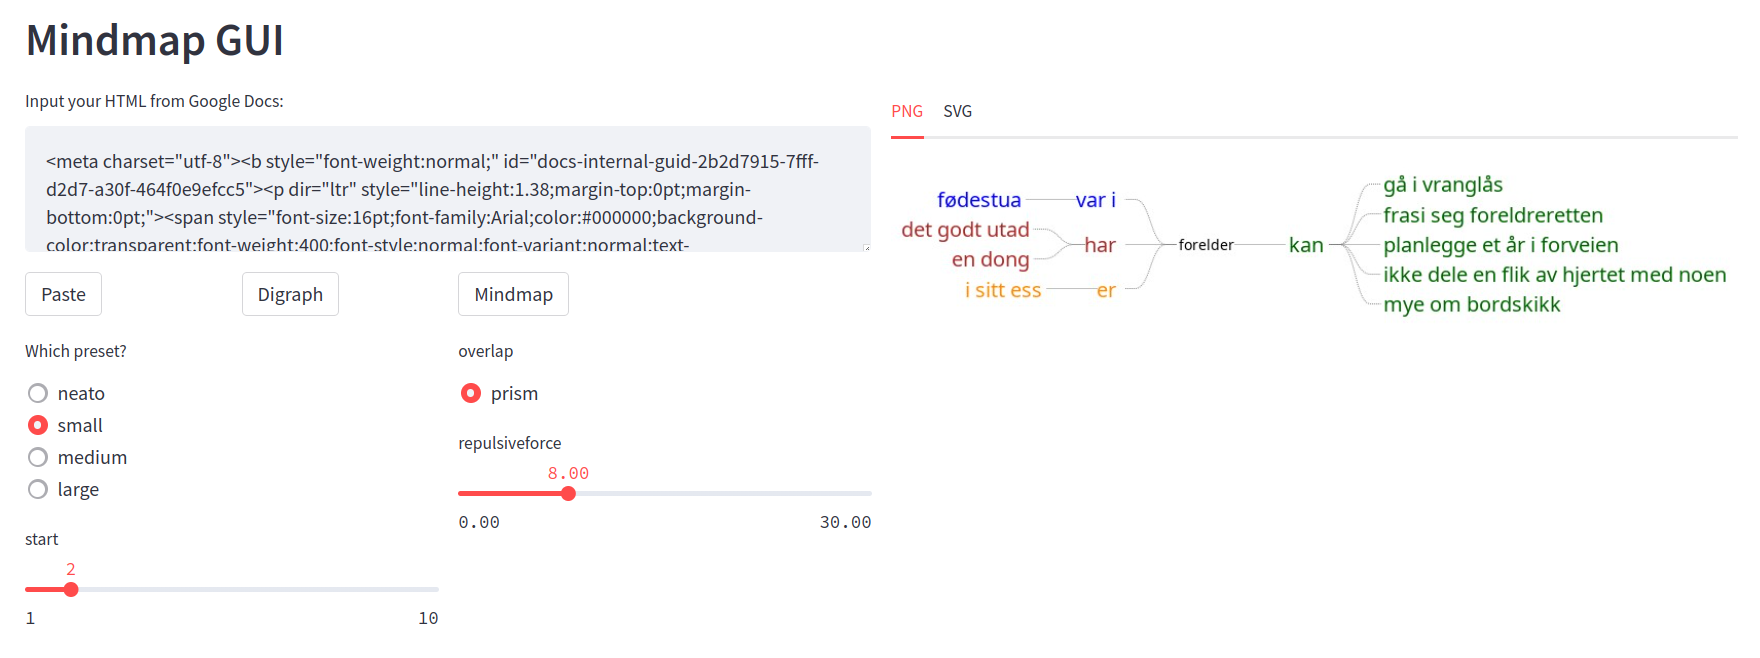 Mindmap GUI
Input your HTML from Google Docs:
<meta charset="utf-8"><b style="font-weight:normal;" id="docs-internal-guid-2b2d7915-7fff-
d2d7-a30f-464f0e9efcc5"><p dir="ltr" style="line-height:1.38;margin-top:0pt;margin-
bottom:0pt;"><span style="font-size:16pt;font-family:Arial;color:#000000;background-
color:transparent;font-weight:400;font-style:normal;font-variant:normal;text-
Paste Digraph Mindmap
Which preset?
neato
small
medium
large
start
2
1 10
overlap
prism
repulsiveforce
8.00
0.00 30.00
PNG SVG
fødestua var i
det godt utad
en dong
har
i sitt ess er
forelder
kan
gå i vranglås
frasi seg foreldreretten
planlegge et år i forveien
ikke dele en flik av hjertet med noen
mye om bordskikk